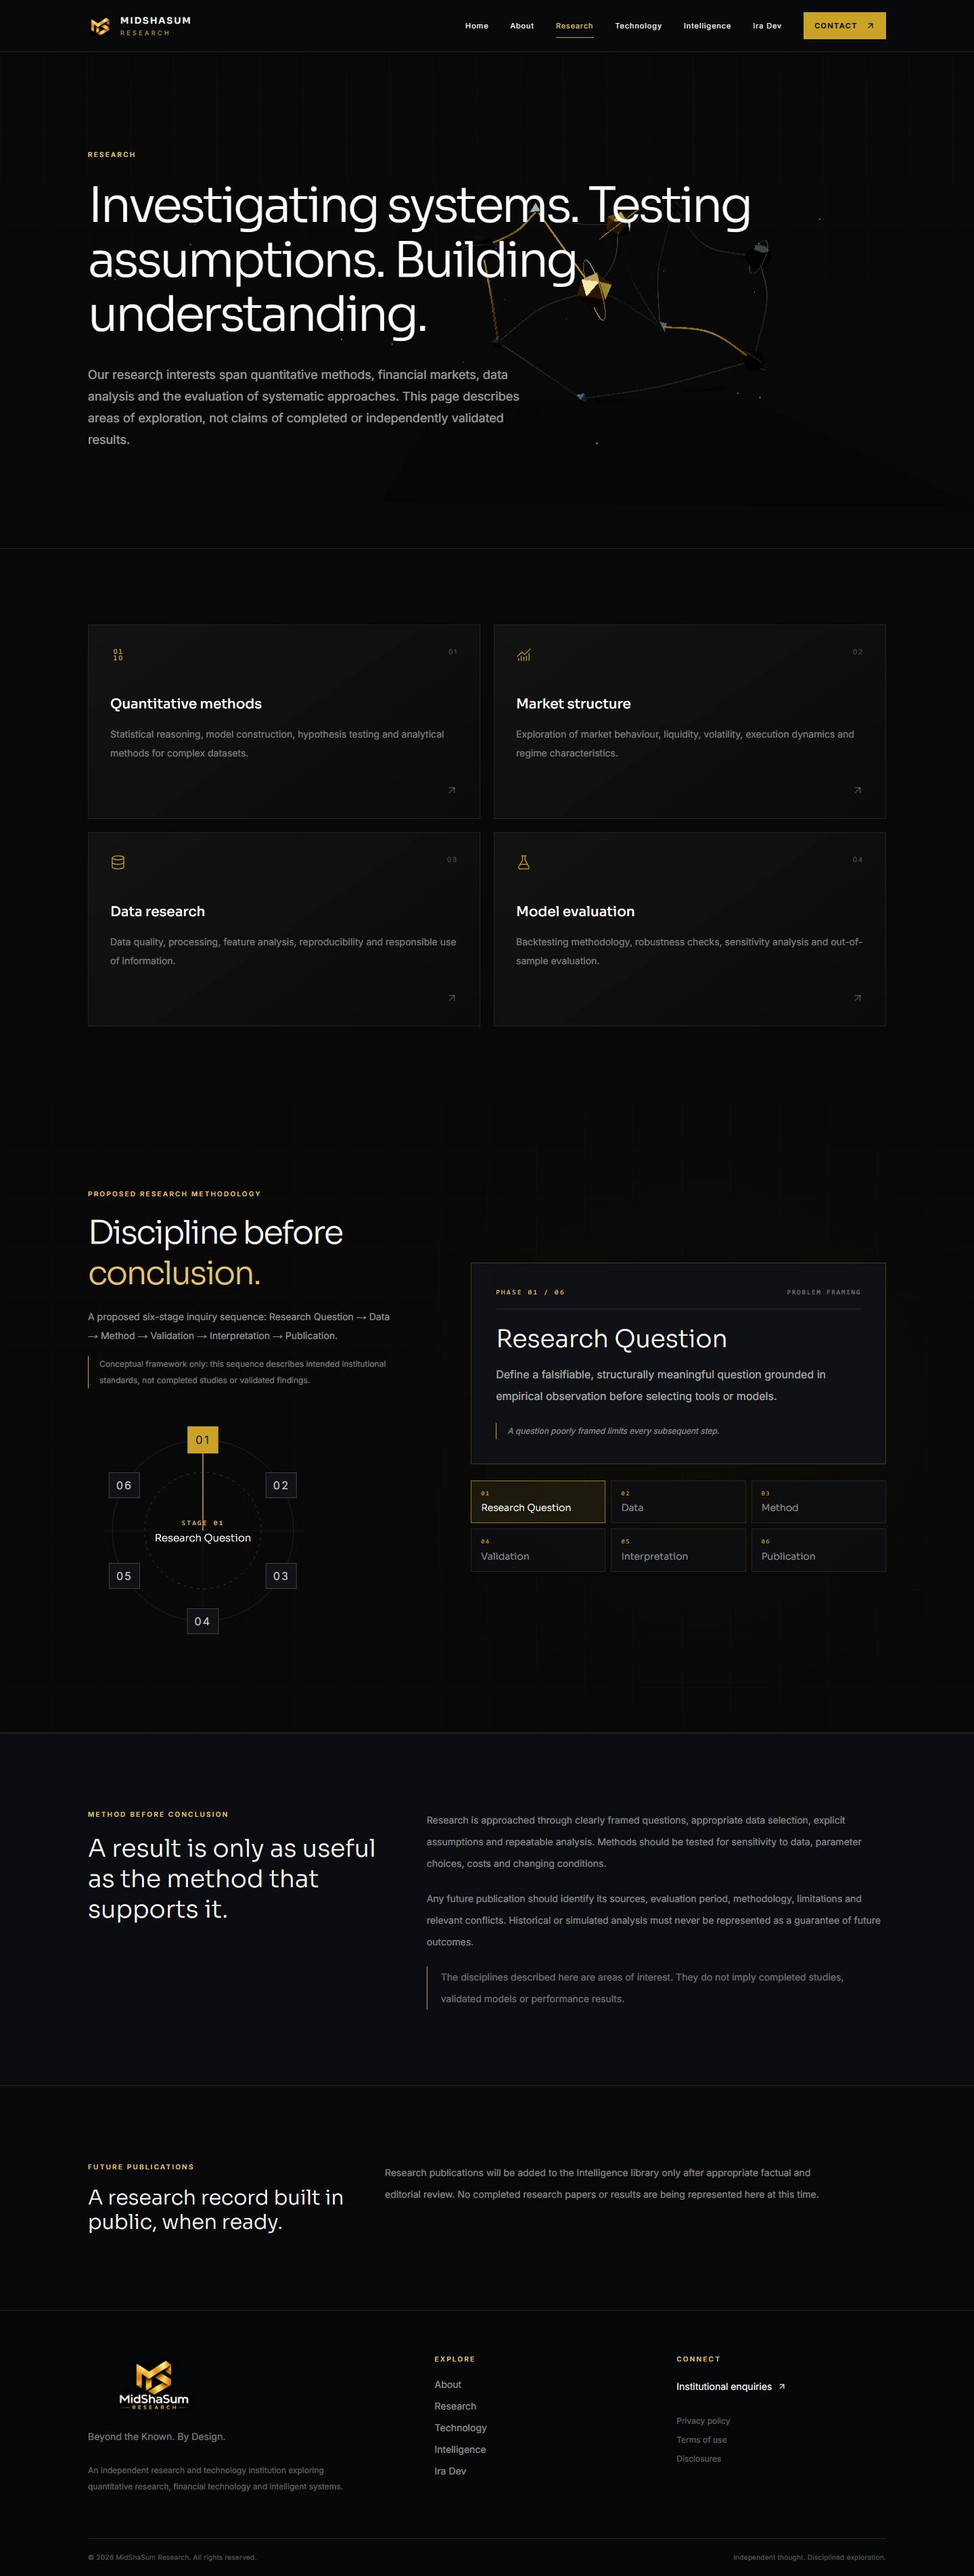 MIDSHASUM
RESEARCH
Home About Research Technology Intelligence Ira Dev CONTACT
RESEARCH
Investigating systems. Testing
assumptions. Building
understanding.
Our research interests span quantitative methods, financial markets, data
analysis and the evaluation of systematic approaches. This page describes
areas of exploration, not claims of completed or independently validated
results.
01
10
01
Quantitative methods
Statistical reasoning, model construction, hypothesis testing and analytical
methods for complex datasets.
02
Market structure
Exploration of market behaviour, liquidity, volatility, execution dynamics and
regime characteristics.
03
Data research
Data quality, processing, feature analysis, reproducibility and responsible use
of information.
04
Model evaluation
Backtesting methodology, robustness checks, sensitivity analysis and out-of-
sample evaluation.
PROPOSED RESEARCH METHODOLOGY
Discipline before
conclusion.
A proposed six-stage inquiry sequence: Research Question → Data
→ Method → Validation → Interpretation → Publication.
Conceptual framework only: this sequence describes intended institutional
standards, not completed studies or validated findings.
01
06
02
STAGE 01
Research Question
05
03
04
PHASE 01 / 06
PROBLEM FRAMING
Research Question
Define a falsifiable, structurally meaningful question grounded in
empirical observation before selecting tools or models.
A question poorly framed limits every subsequent step.
01
Research Question
02
Data
03
Method
04
Validation
05
Interpretation
06
Publication
METHOD BEFORE CONCLUSION
A result is only as useful
as the method that
supports it.
Research is approached through clearly framed questions, appropriate data selection, explicit
assumptions and repeatable analysis. Methods should be tested for sensitivity to data, parameter
choices, costs and changing conditions.
Any future publication should identify its sources, evaluation period, methodology, limitations and
relevant conflicts. Historical or simulated analysis must never be represented as a guarantee of future
outcomes.
The disciplines described here are areas of interest. They do not imply completed studies,
validated models or performance results.
FUTURE PUBLICATIONS
A research record built in
public, when ready.
Research publications will be added to the Intelligence library only after appropriate factual and
editorial review. No completed research papers or results are being represented here at this time.
MidShaSum
RESEARCH
Beyond the Known. By Design.
An independent research and technology institution exploring
quantitative research, financial technology and intelligent systems.
EXPLORE
About
Research
Technology
Intelligence
Ira Dev
CONNECT
Institutional enquiries
Privacy policy
Terms of use
Disclosures
© 2026 MidShaSum Research. All rights reserved.
Independent thought. Disciplined exploration.